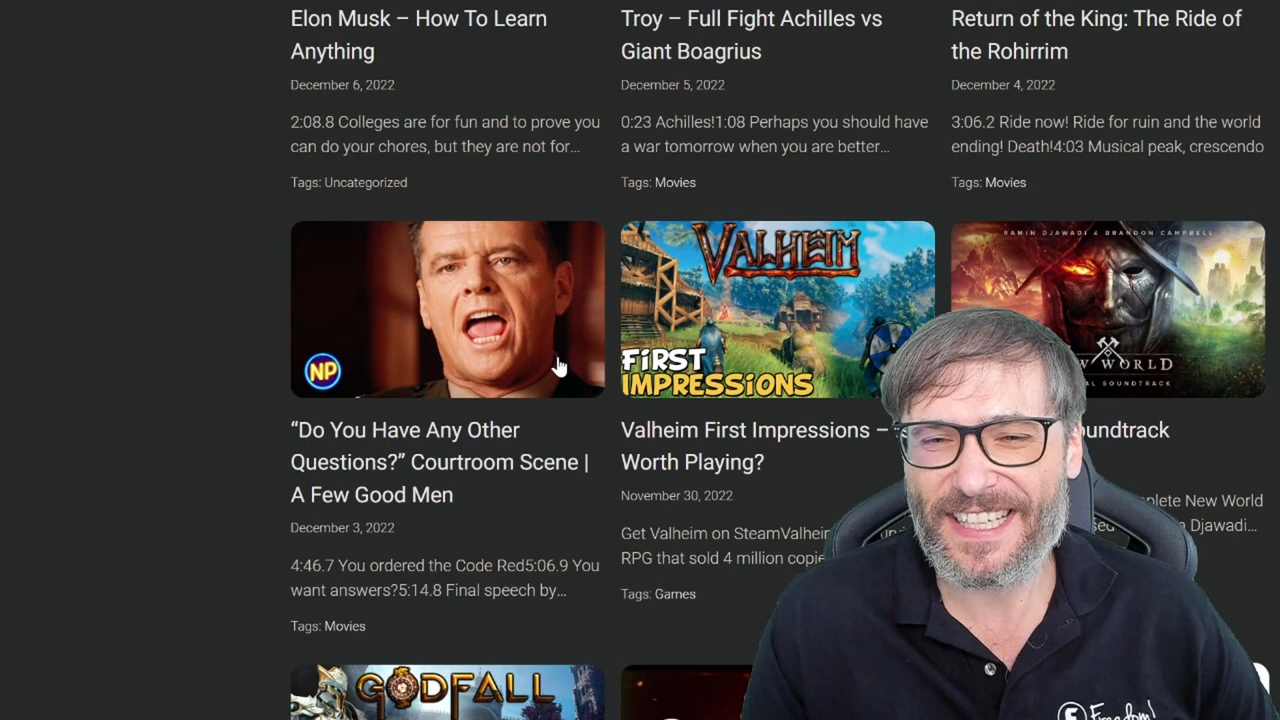 Elon Musk – How To Learn
Anything
December 6, 2022
2:08.8 Colleges are for fun and to prove you
can do your chores, but they are not for…
Tags: Uncategorized
Troy – Full Fight Achilles vs
Giant Boagrius
December 5, 2022
0:23 Achilles!1:08 Perhaps you should have
a war tomorrow when you are better…
Tags: Movies
Return of the King: The Ride of
the Rohirrim
December 4, 2022
3:06.2 Ride now! Ride for ruin and the world
ending! Death!4:03 Musical peak, crescendo
Tags: Movies
NP
“Do You Have Any Other
Questions?” Courtroom Scene |
A Few Good Men
December 3, 2022
4:46.7 You ordered the Code Red5:06.9 You
want answers?5:14.8 Final speech by…
Tags: Movies
VALHEIM
FIRST
IMPRESSIONS
Valheim First Impressions –
Worth Playing?
November 30, 2022
Get Valheim on Steam
RPG that sold 4 million
Tags: Games
RAMIN DJAWADI & BRANDON CAMPBELL
WORLD
SOUNDTRACK
New World
Djawadi…
GODFALL
Freedom!